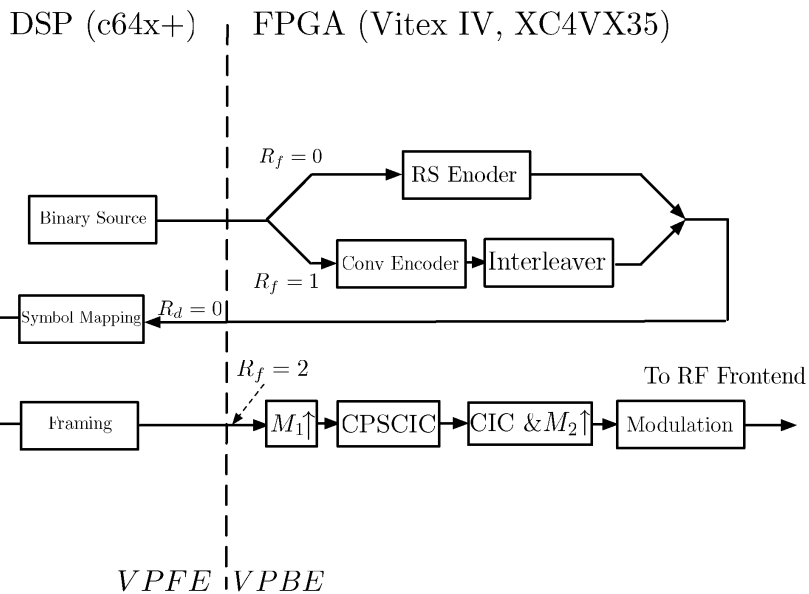 DSP (c64x+)
FPGA (Vitex IV, XC4VX35)
R_f = 0
RS Enoder
Binary Source
Conv Encoder
Interleaver
R_f = 1
Symbol Mapping
R_d = 0
R_f = 2
To RF Frontend
Framing
M_1↑
CPSCIC
CIC &M_2↑
Modulation
VPFE
VPBE